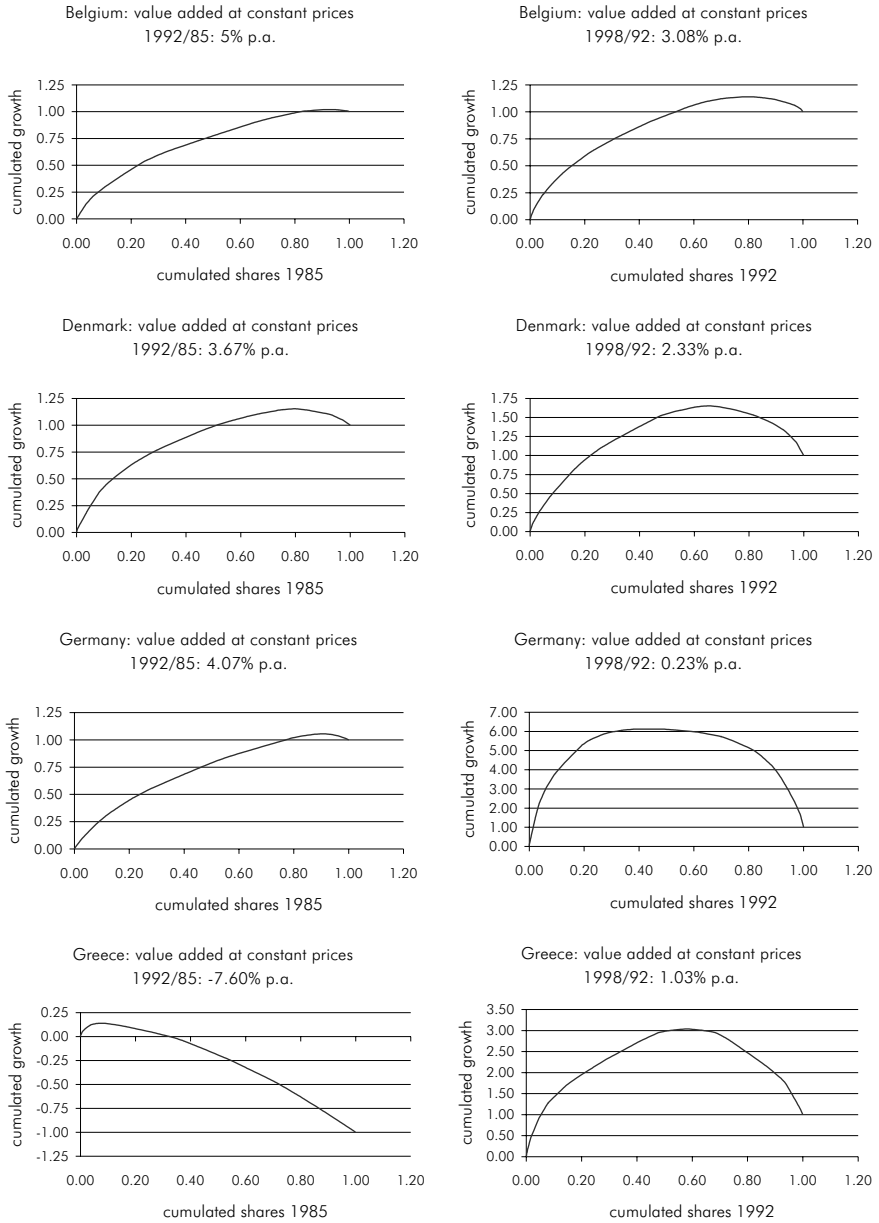 Belgium: value added at constant prices
1992/85: 5% p.a.
1.25
1.00
0.75
0.50
0.25
0.00
cumulated growth
0.00 0.20 0.40 0.60 0.80 1.00 1.20
cumulated shares 1985
Belgium: value added at constant prices
1998/92: 3.08% p.a.
1.25
1.00
0.75
0.50
0.25
0.00
cumulated growth
0.00 0.20 0.40 0.60 0.80 1.00 1.20
cumulated shares 1992
Denmark: value added at constant prices
1992/85: 3.67% p.a.
1.25
1.00
0.75
0.50
0.25
0.00
cumulated growth
0.00 0.20 0.40 0.60 0.80 1.00 1.20
cumulated shares 1985
Denmark: value added at constant prices
1998/92: 2.33% p.a.
1.75
1.50
1.25
1.00
0.75
0.50
0.25
0.00
cumulated growth
0.00 0.20 0.40 0.60 0.80 1.00 1.20
cumulated shares 1992
Germany: value added at constant prices
1992/85: 4.07% p.a.
1.25
1.00
0.75
0.50
0.25
0.00
cumulated growth
0.00 0.20 0.40 0.60 0.80 1.00 1.20
cumulated shares 1985
Germany: value added at constant prices
1998/92: 0.23% p.a.
7.00
6.00
5.00
4.00
3.00
2.00
1.00
0.00
cumulatd growth
0.00 0.20 0.40 0.60 0.80 1.00 1.20
cumulated shares 1992
Greece: value added at constant prices
1992/85: -7.60% p.a.
0.25
0.00
-0.25
-0.50
-0.75
-1.00
-1.25
cumulated growth
0.00 0.20 0.40 0.60 0.80 1.00 1.20
cumulated shares 1985
Greece: value added at constant prices
1998/92: 1.03% p.a.
3.50
3.00
2.50
2.00
1.50
1.00
0.50
0.00
cumulated growth
0.00 0.20 0.40 0.60 0.80 1.00 1.20
cumulated shares 1992